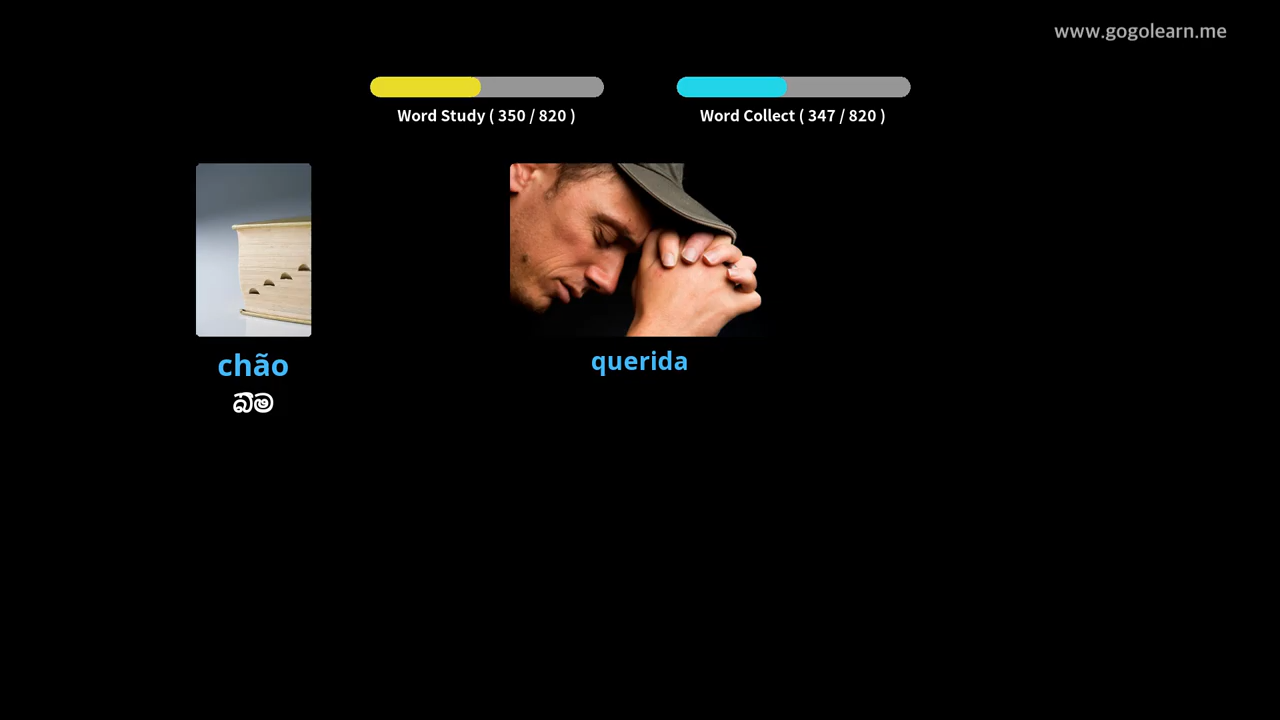 www.gogolearn.me
Word Study ( 350 / 820 )
Word Collect ( 347 / 820 )
chão
බිම
querida